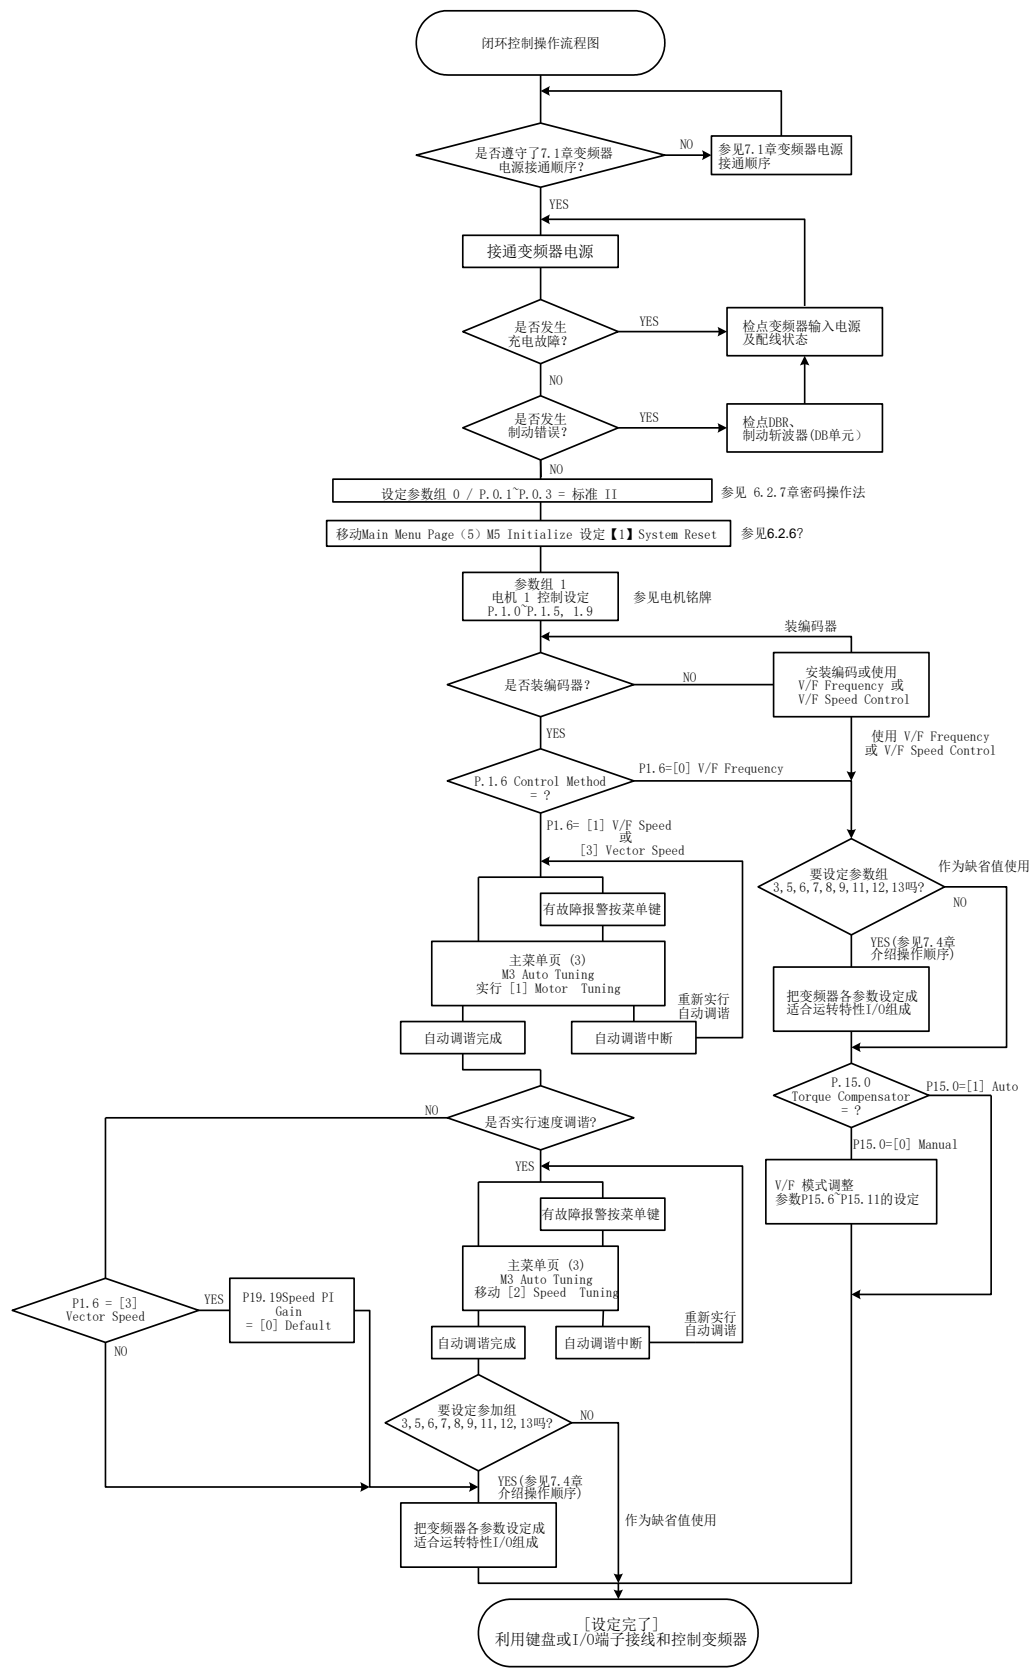 闭环控制操作流程图
是否遵守了7.1章变频器
电源接通顺序?
NO
参见7.1章变频器电源
接通顺序
YES
接通变频器电源
是否发生
充电故障?
YES
检点变频器输入电源
及配线状态
NO
是否发生
制动错误?
YES
检点DBR、
制动斩波器(DB单元）
NO
设定参数组 0 / P.0.1~P.0.3 = 标准 II
参见 6.2.7章密码操作法
移动Main Menu Page（5）M5 Initialize 设定【1】System Reset
参见6.2.6?
参数组 1
电机 1 控制设定
P.1.0~P.1.5, 1.9
参见电机铭牌
装编码器
是否装编码器?
NO
安装编码或使用
V/F Frequency 或
V/F Speed Control
YES
使用 V/F Frequency
或 V/F Speed Control
P.1.6 Control Method
= ?
P1.6=[0] V/F Frequency
P1.6= [1] V/F Speed
或
[3] Vector Speed
要设定参数组
3,5,6,7,8,9,11,12,13吗?
作为缺省值使用
NO
有故障报警按菜单键
YES(参见7.4章
介绍操作顺序)
主菜单页 (3)
M3 Auto Tuning
实行 [1] Motor  Tuning
重新实行
自动调谐
把变频器各参数设定成
适合运转特性I/O组成
自动调谐完成
自动调谐中断
P.15.0
Torque Compensator
= ?
P15.0=[1] Auto
NO
是否实行速度调谐?
P15.0=[0] Manual
YES
V/F 模式调整
参数P15.6~P15.11的设定
有故障报警按菜单键
主菜单页 (3)
M3 Auto Tuning
移动 [2] Speed  Tuning
重新实行
自动调谐
P1.6 = [3]
Vector Speed
YES
P19.19Speed PI
Gain
= [0] Default
自动调谐完成
自动调谐中断
NO
要设定参加组
3,5,6,7,8,9,11,12,13吗?
NO
YES(参见7.4章
介绍操作顺序)
把变频器各参数设定成
适合运转特性I/O组成
作为缺省值使用
[设定完了]
利用键盘或I/O端子接线和控制变频器